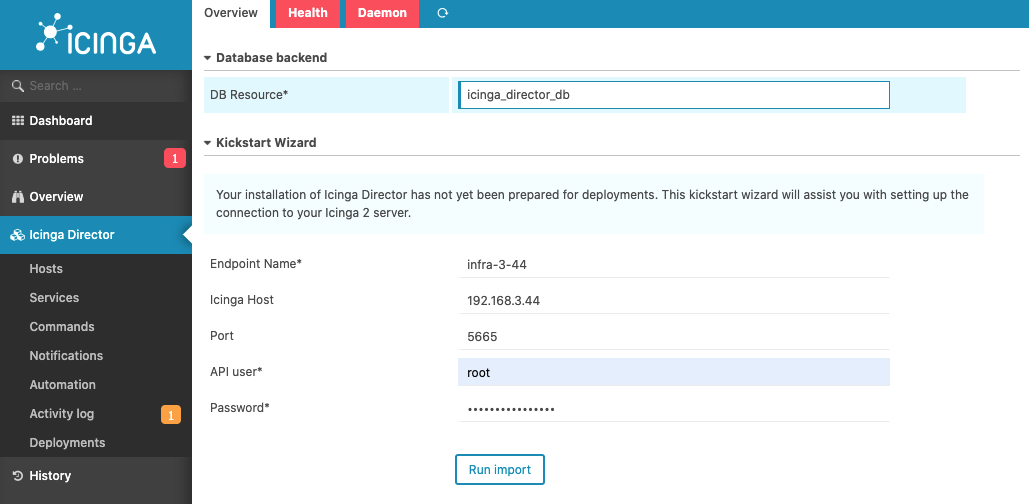 Overview
Health
Daemon
ICINGA
Search ...
Dashboard
Problems
1
Overview
Icinga Director
Hosts
Services
Commands
Notifications
Automation
Activity log
1
Deployments
History
Database backend
DB Resource*
icinga_director_db
Kickstart Wizard
Your installation of Icinga Director has not yet been prepared for deployments. This kickstart wizard will assist you with setting up the
connection to your Icinga 2 server.
Endpoint Name*
infra-3-44
Icinga Host
192.168.3.44
Port
5665
API user*
root
Password*
••••••••••••••••
Run import